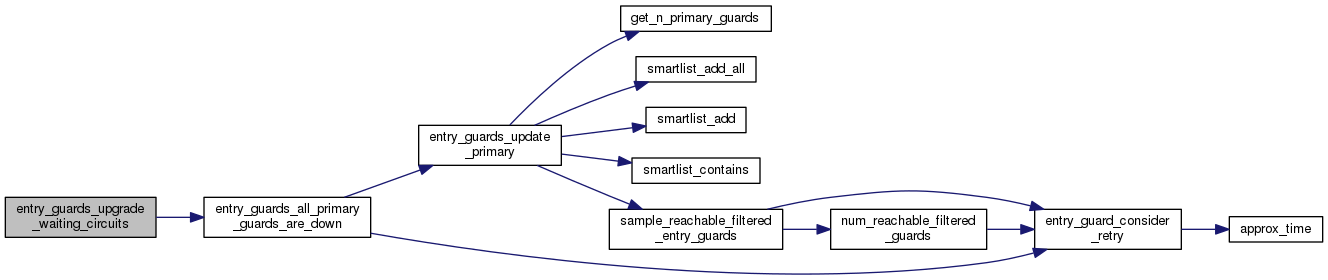 get_n_primary_guards
smartlist_add_all
smartlist_add
entry_guards_update
_primary
smartlist_contains
entry_guards_upgrade
_waiting_circuits
entry_guards_all_primary
_guards_are_down
sample_reachable_filtered
_entry_guards
num_reachable_filtered
_guards
entry_guard_consider
_retry
approx_time